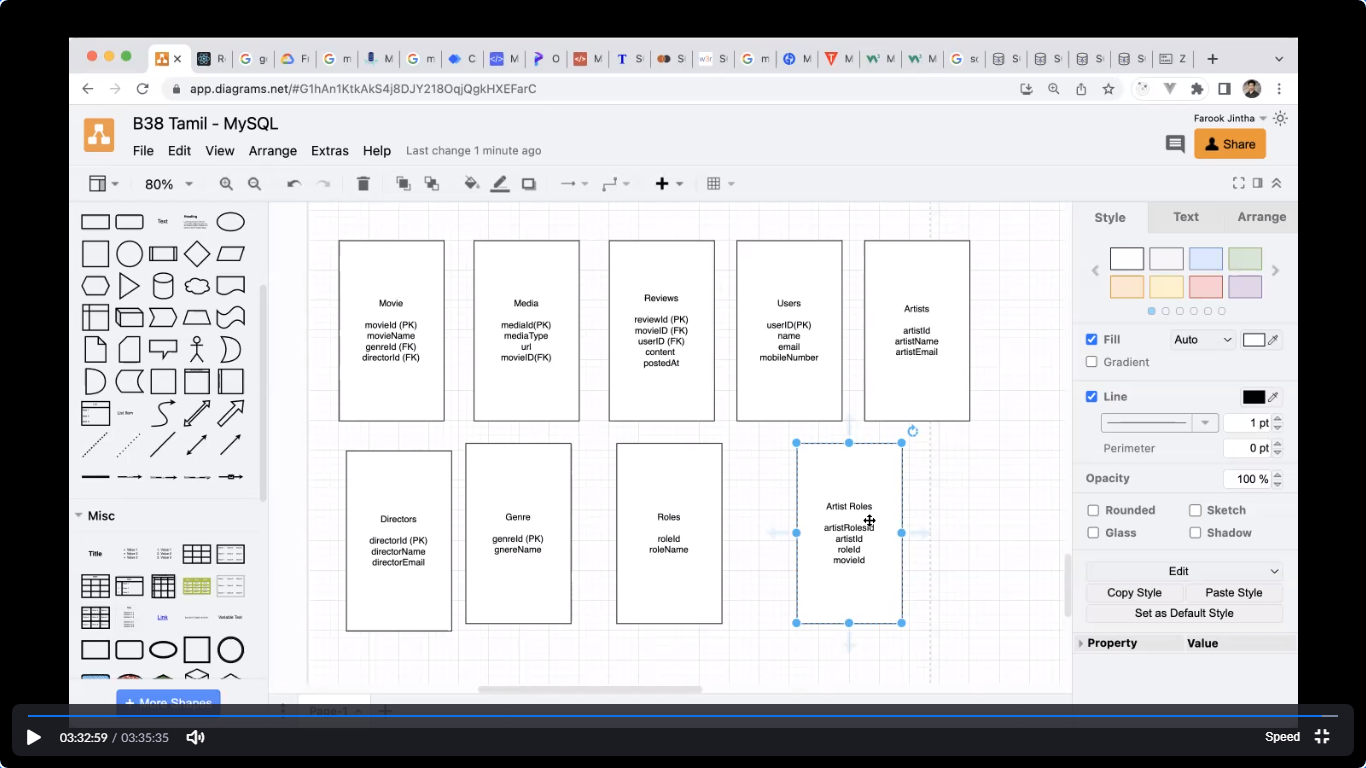 app.diagrams.net/#G1hAn1KtkAkS4j8DJY218OqjQgkHXEFarC
B38 Tamil - MySQL
Farook Jintha
File Edit View Arrange Extras Help Last change 1 minute ago
Share
80%
Style Text Arrange
Text
Heading
Movie
movieId (PK)
movieName
genreId (FK)
directorId (FK)
Media
mediaId(PK)
mediaType
url
movieID(FK)
Reviews
reviewId (PK)
movieID (FK)
userID (FK)
content
postedAt
Users
userID(PK)
name
email
mobileNumber
Artists
artistId
artistName
artistEmail
Directors
directorId (PK)
directorName
directorEmail
Genre
genreId (PK)
gnereName
Roles
roleId
roleName
Artist Roles
artistRolesId
artistId
roleId
movieId
Fill Auto
Gradient
Line
1 pt
Perimeter 0 pt
Opacity 100 %
Rounded Sketch
Glass Shadow
Edit
Copy Style Paste Style
Set as Default Style
Property Value
List Item
Misc
Title
Link
Variable Text
+ More Shapes
Page-1
03:32:59 / 03:35:35
Speed